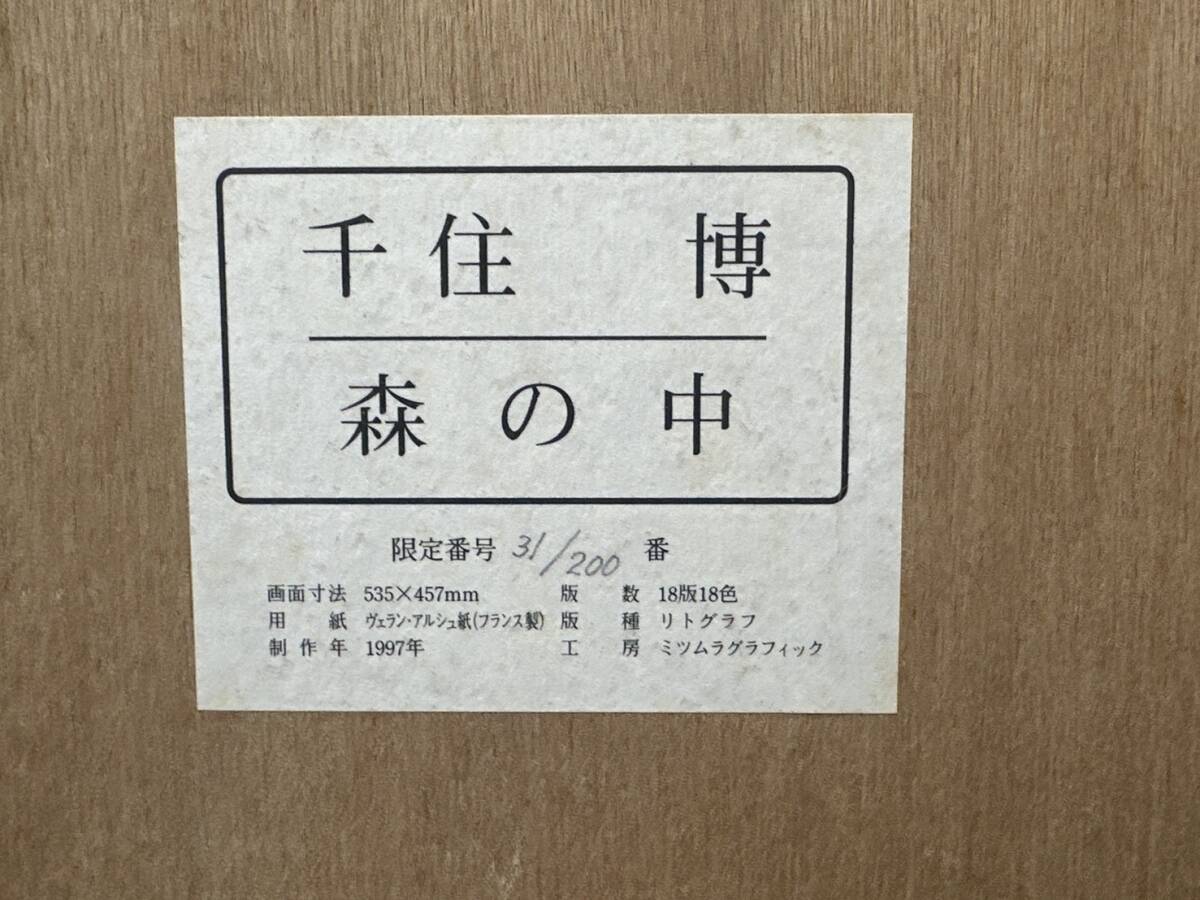 千住 博
森の中
限定番号 31/200 番
画面寸法 535×457mm 版数 18版18色
用紙 ヴェラン・アルシュ紙(フランス製) 版種 リトグラフ
制作年 1997年 工房 ミツムラグラフィック